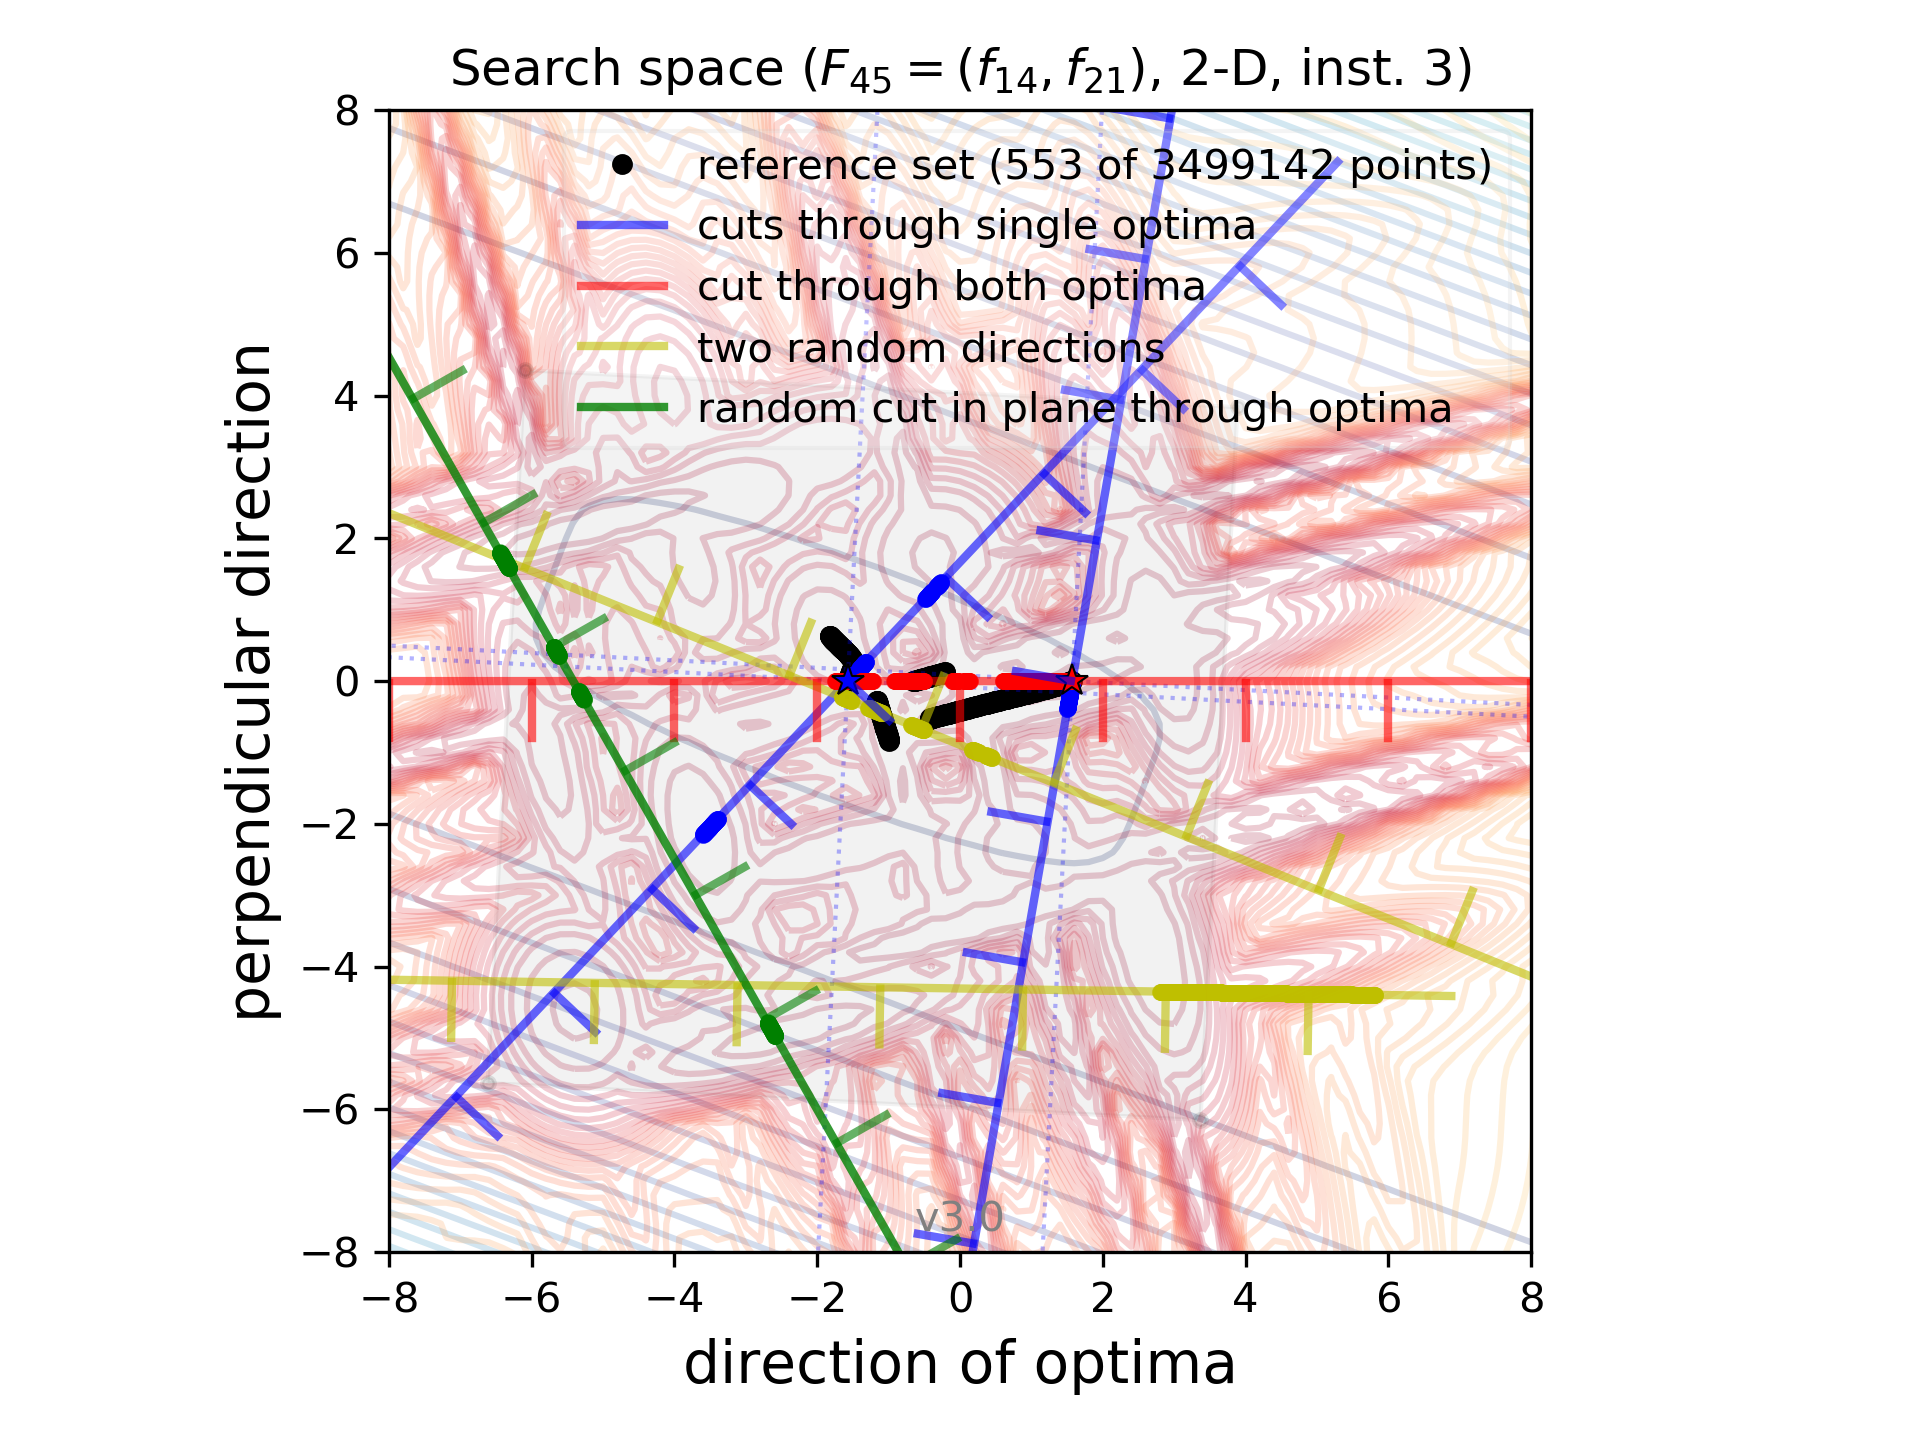 Search space (F45 = (f14, f21), 2-D, inst. 3)
8
6
4
2
0
−2
−4
−6
−8
perpendicular direction
reference set (553 of 3499142 points)
cuts through single optima
cut through both optima
two random directions
random cut in plane through optima
v3.0
−8 −6 −4 −2 0 2 4 6 8
direction of optima